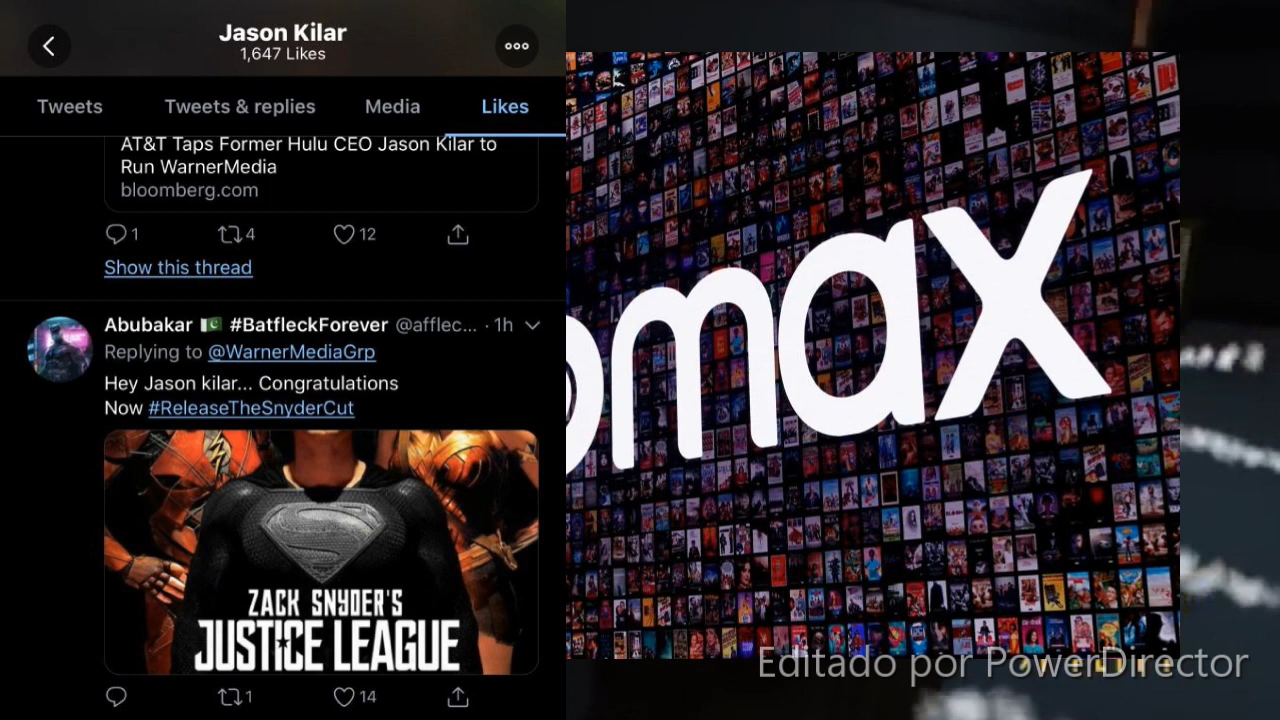 Jason Kilar
1,647 Likes
Tweets Tweets & replies Media Likes
AT&T Taps Former Hulu CEO Jason Kilar to
Run WarnerMedia
bloomberg.com
1 4 12
Show this thread
Abubakar 🇵🇰 #BatfleckForever @afflec... · 1h
Replying to @WarnerMediaGrp
Hey Jason kilar... Congratulations
Now #ReleaseTheSnyderCut
ZACK SNYDER'S
JUSTICE LEAGUE
1 14
max
Editado por PowerDirector